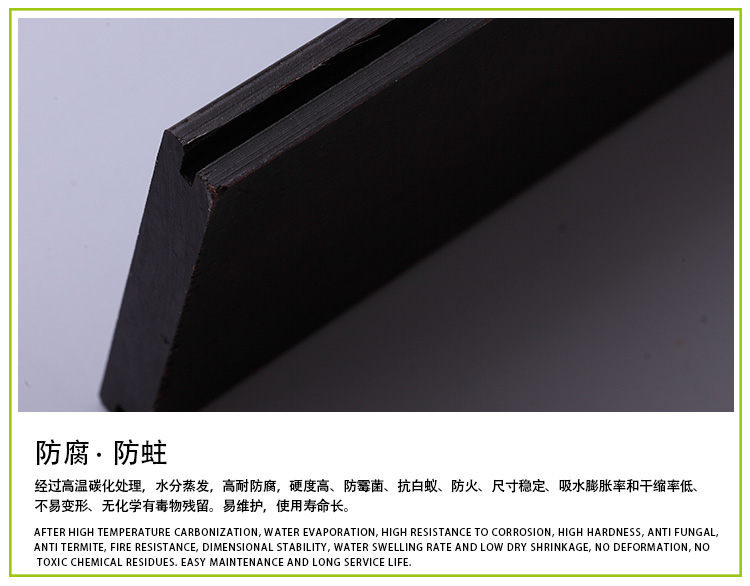 防腐· 防蛀
经过高温碳化处理，水分蒸发，高耐防腐，硬度高、防霉菌、抗白蚁、防火、尺寸稳定、吸水膨胀率和干缩率低、
不易变形、无化学有毒物残留。易维护，使用寿命长。
AFTER HIGH TEMPERATURE CARBONIZATION, WATER EVAPORATION, HIGH RESISTANCE TO CORROSION, HIGH HARDNESS, ANTI FUNGAL,
ANTI TERMITE, FIRE RESISTANCE, DIMENSIONAL STABILITY, WATER SWELLING RATE AND LOW DRY SHRINKAGE, NO DEFORMATION, NO
TOXIC CHEMICAL RESIDUES. EASY MAINTENANCE AND LONG SERVICE LIFE.